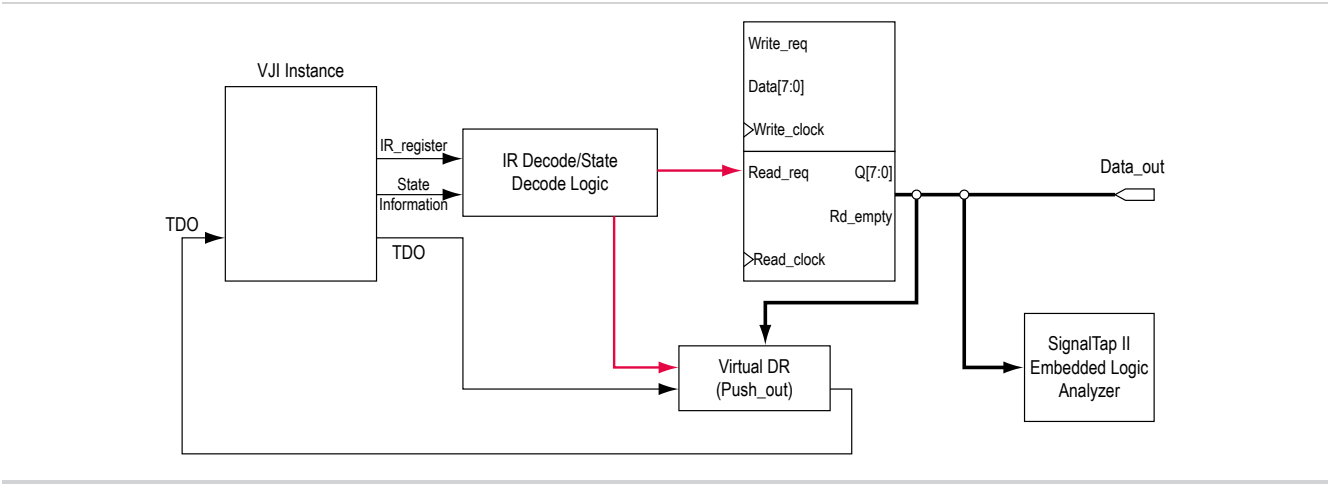 VJI Instance
IR_register
State
Information
TDO
TDO
IR Decode/State
Decode Logic
Write_req
Data[7:0]
Write_clock
Read_req
Q[7:0]
Rd_empty
Read_clock
Data_out
Virtual DR
(Push_out)
SignalTap II
Embedded Logic
Analyzer